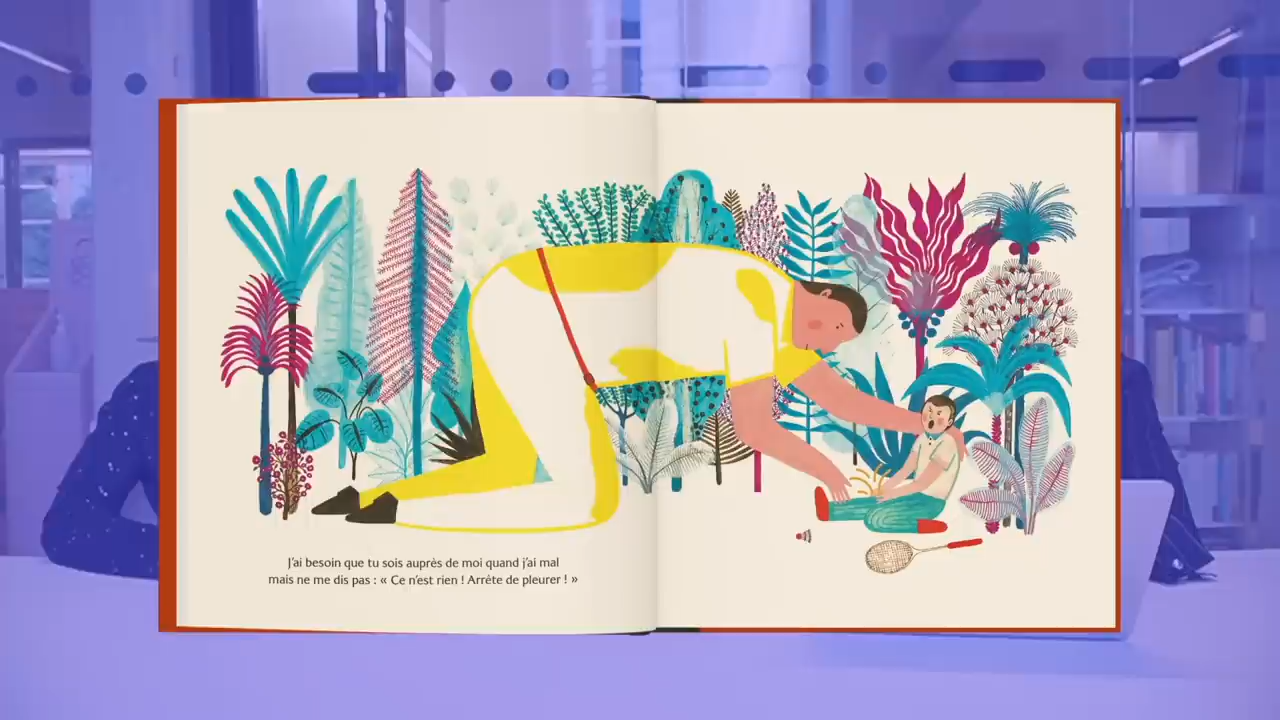 J'ai besoin que tu sois auprès de moi quand j'ai mal
mais ne me dis pas : « Ce n'est rien ! Arrête de pleurer ! »